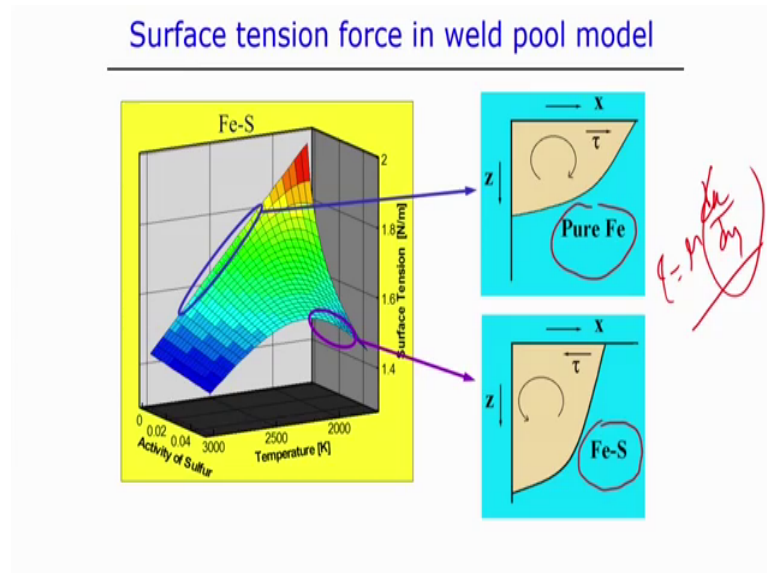 Surface tension force in weld pool model
Fe-S
2
1.8
1.6
1.4
Surface Tension [N/m]
0
0.02
0.04
Activity of Sulfur
3000
2500
2000
Temperature [K]
X
τ
Z
Pure Fe
X
τ
Z
Fe-S